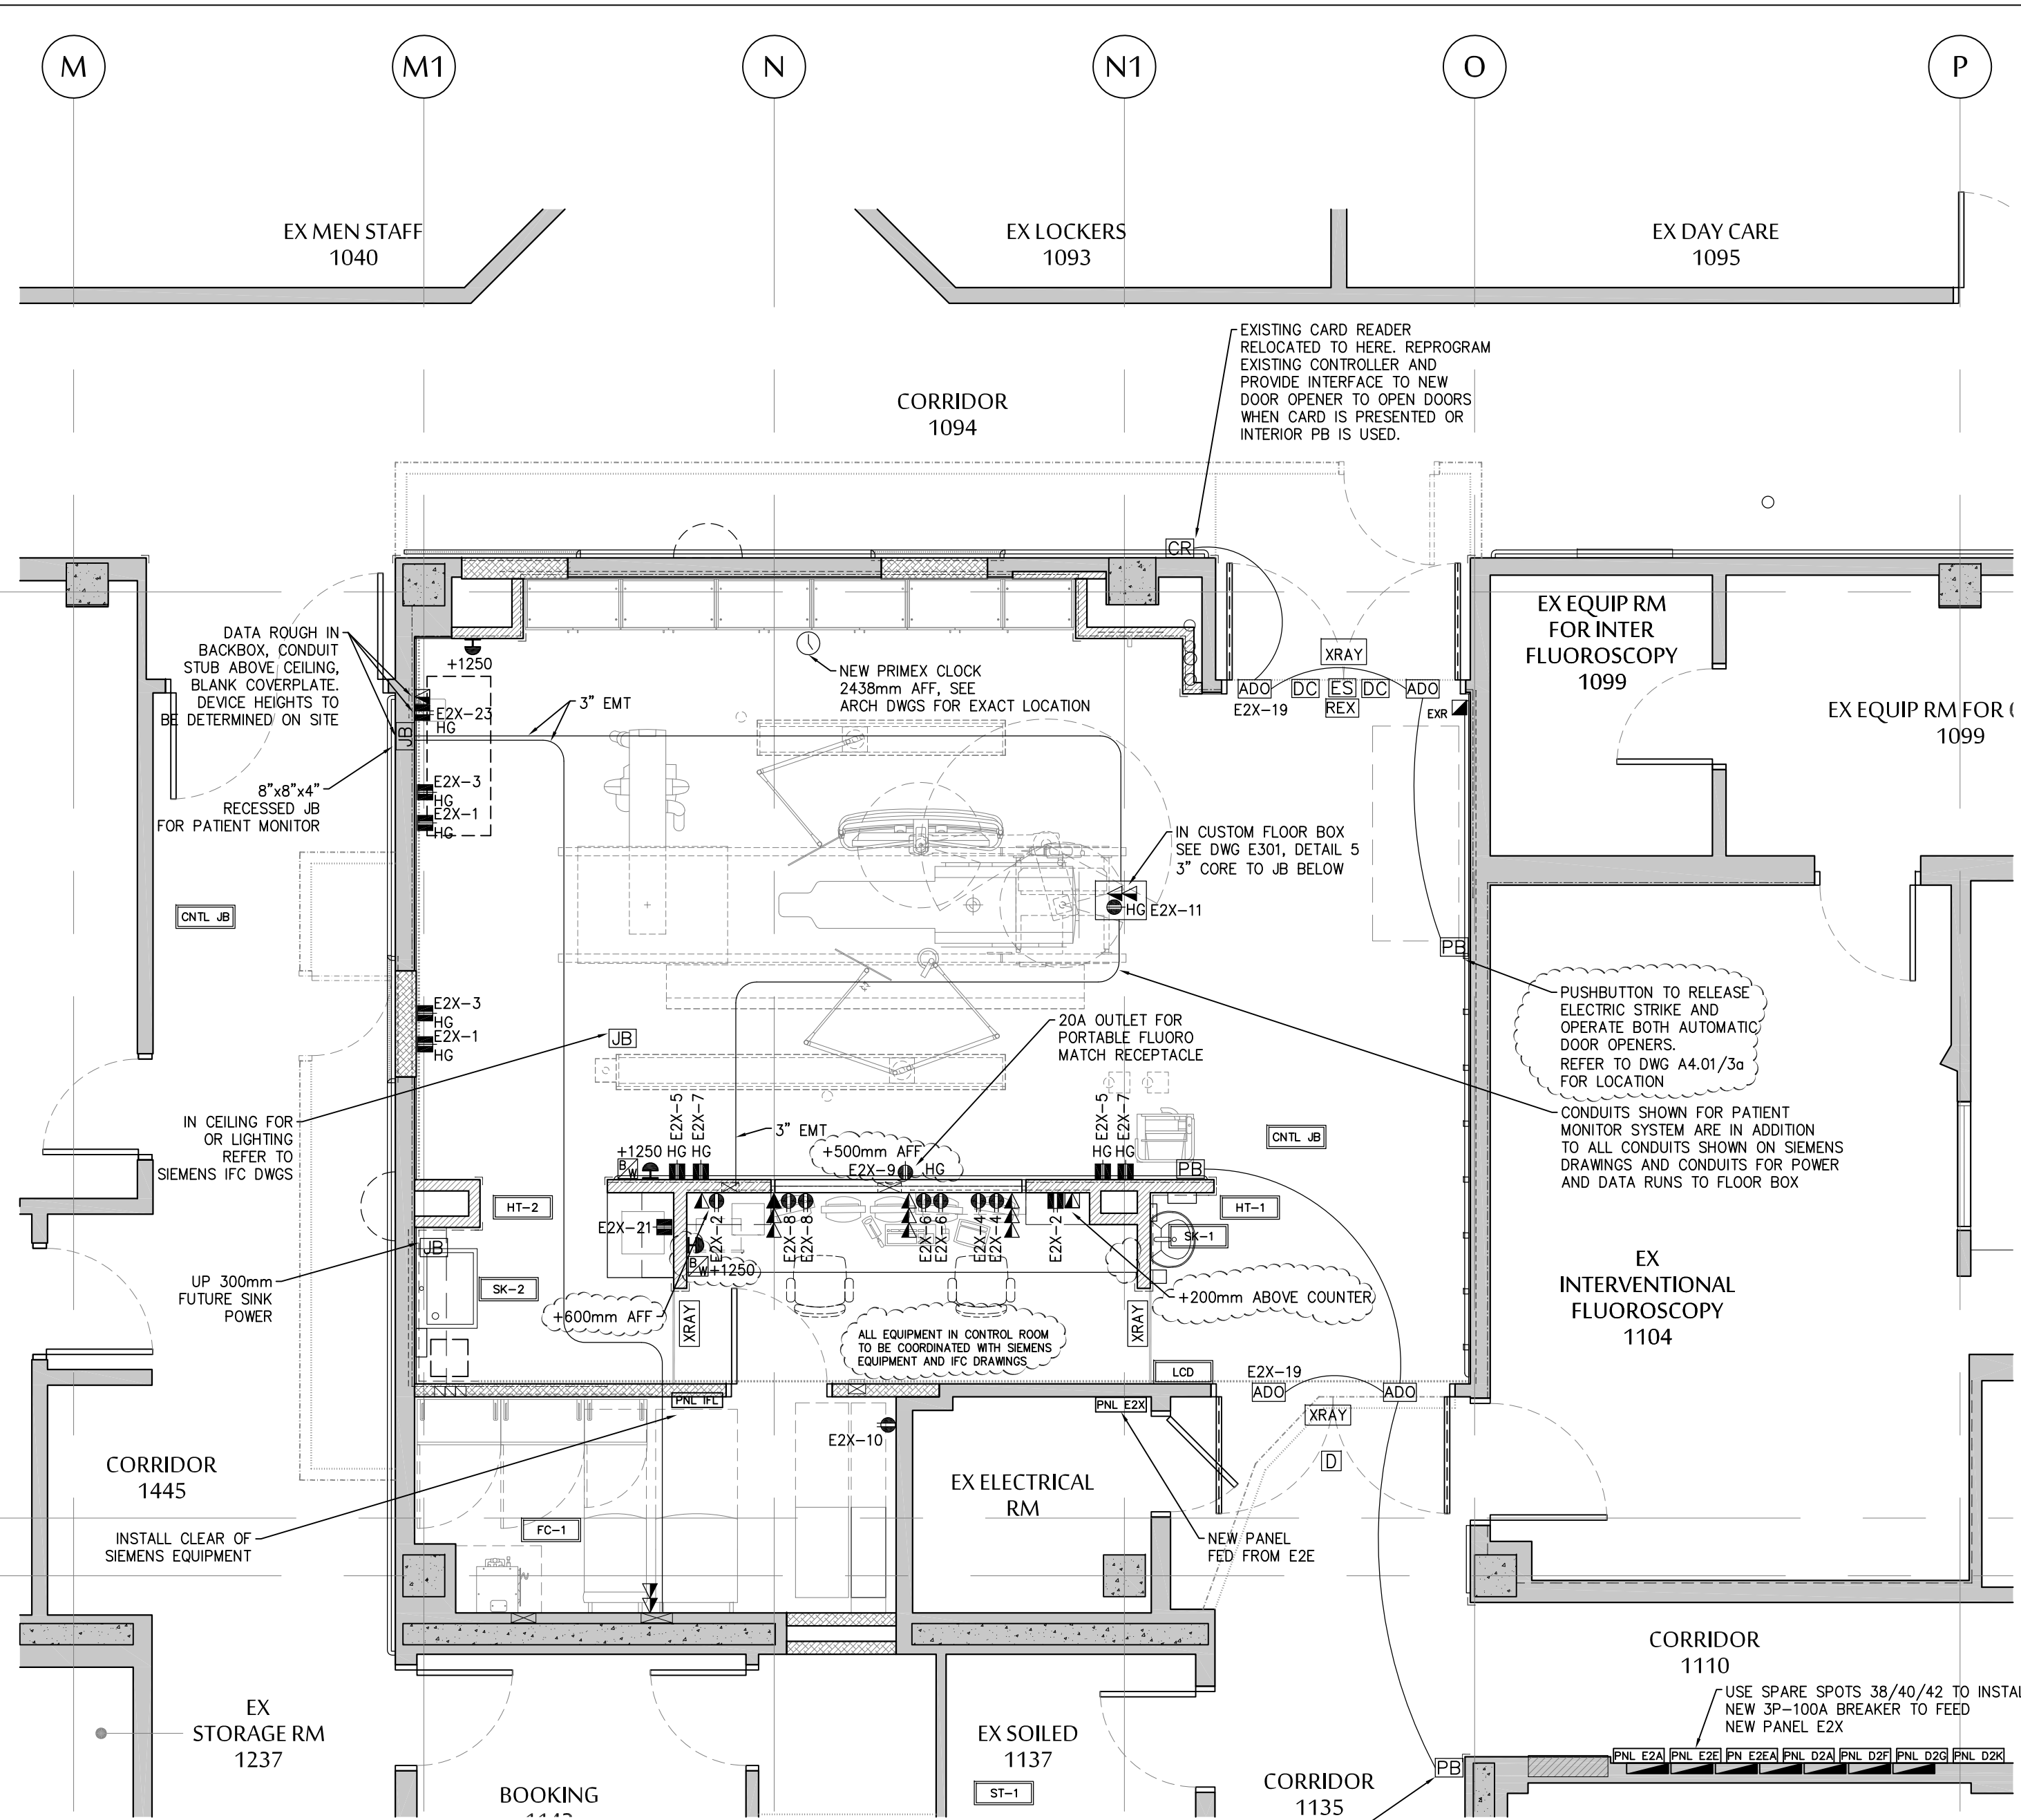 M
M1
N
N1
O
P
EX MEN STAFF
1040
EX LOCKERS
1093
EX DAY CARE
1095
EXISTING CARD READER
RELOCATED TO HERE. REPROGRAM
EXISTING CONTROLLER AND
PROVIDE INTERFACE TO NEW
DOOR OPENER TO OPEN DOORS
WHEN CARD IS PRESENTED OR
INTERIOR PB IS USED.
CORRIDOR
1094
CR
DATA ROUGH IN
BACKBOX, CONDUIT
STUB ABOVE CEILING,
BLANK COVERPLATE.
DEVICE HEIGHTS TO
BE DETERMINED ON SITE
+1250
E2X-23
HG
JB
3" EMT
NEW PRIMEX CLOCK
2438mm AFF, SEE
ARCH DWGS FOR EXACT LOCATION
XRAY
ADO
DC
ES
DC
ADO
E2X-19
REX
EXR
EX EQUIP RM
FOR INTER
FLUOROSCOPY
1099
EX EQUIP RM FOR
1099
8"x8"x4"
RECESSED JB
FOR PATIENT MONITOR
E2X-3
HG
E2X-1
HG
IN CUSTOM FLOOR BOX
SEE DWG E301, DETAIL 5
3" CORE TO JB BELOW
HG E2X-11
CNTL JB
PB
PUSHBUTTON TO RELEASE
ELECTRIC STRIKE AND
OPERATE BOTH AUTOMATIC
DOOR OPENERS.
REFER TO DWG A4.01/3a
FOR LOCATION
E2X-3
HG
E2X-1
HG
JB
20A OUTLET FOR
PORTABLE FLUORO
MATCH RECEPTACLE
IN CEILING FOR
OR LIGHTING
REFER TO
SIEMENS IFC DWGS
CONDUITS SHOWN FOR PATIENT
MONITOR SYSTEM ARE IN ADDITION
TO ALL CONDUITS SHOWN ON SIEMENS
DRAWINGS AND CONDUITS FOR POWER
AND DATA RUNS TO FLOOR BOX
HG E2X-5
HG E2X-7
3" EMT
+1250
B
W
+500mm AFF
E2X-9
HG
HG E2X-5
HG E2X-7
CNTL JB
PB
HT-2
HT-1
E2X-21
E2X-2
E2X-8
E2X-8
E2X-6
E2X-6
E2X-4
E2X-4
E2X-2
SK-1
JB
B
W
+1250
UP 300mm
FUTURE SINK
POWER
SK-2
+600mm AFF
XRAY
+200mm ABOVE COUNTER
XRAY
ALL EQUIPMENT IN CONTROL ROOM
TO BE COORDINATED WITH SIEMENS
EQUIPMENT AND IFC DRAWINGS
EX
INTERVENTIONAL
FLUOROSCOPY
1104
LCD
E2X-19
ADO
ADO
PNL IFL
PNL E2X
XRAY
E2X-10
D
CORRIDOR
1445
EX ELECTRICAL
RM
INSTALL CLEAR OF
SIEMENS EQUIPMENT
FC-1
NEW PANEL
FED FROM E2E
CORRIDOR
1110
USE SPARE SPOTS 38/40/42 TO
NEW 3P-100A BREAKER TO FEED
NEW PANEL E2X
EX
STORAGE RM
1237
EX SOILED
1137
PNL E2A
PNL E2E
PN E2EA
PNL D2A
PNL D2F
PNL D2G
PNL D2K
PB
BOOKING
ST-1
CORRIDOR
1135